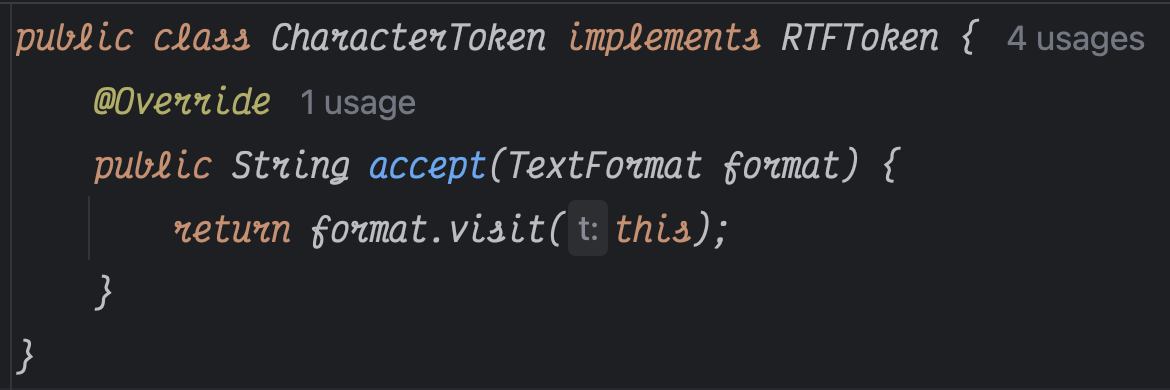 public class CharacterToken implements RTFToken { 4 usages
@Override 1 usage
public String accept(TextFormat format) {
return format.visit( t: this);
}
}